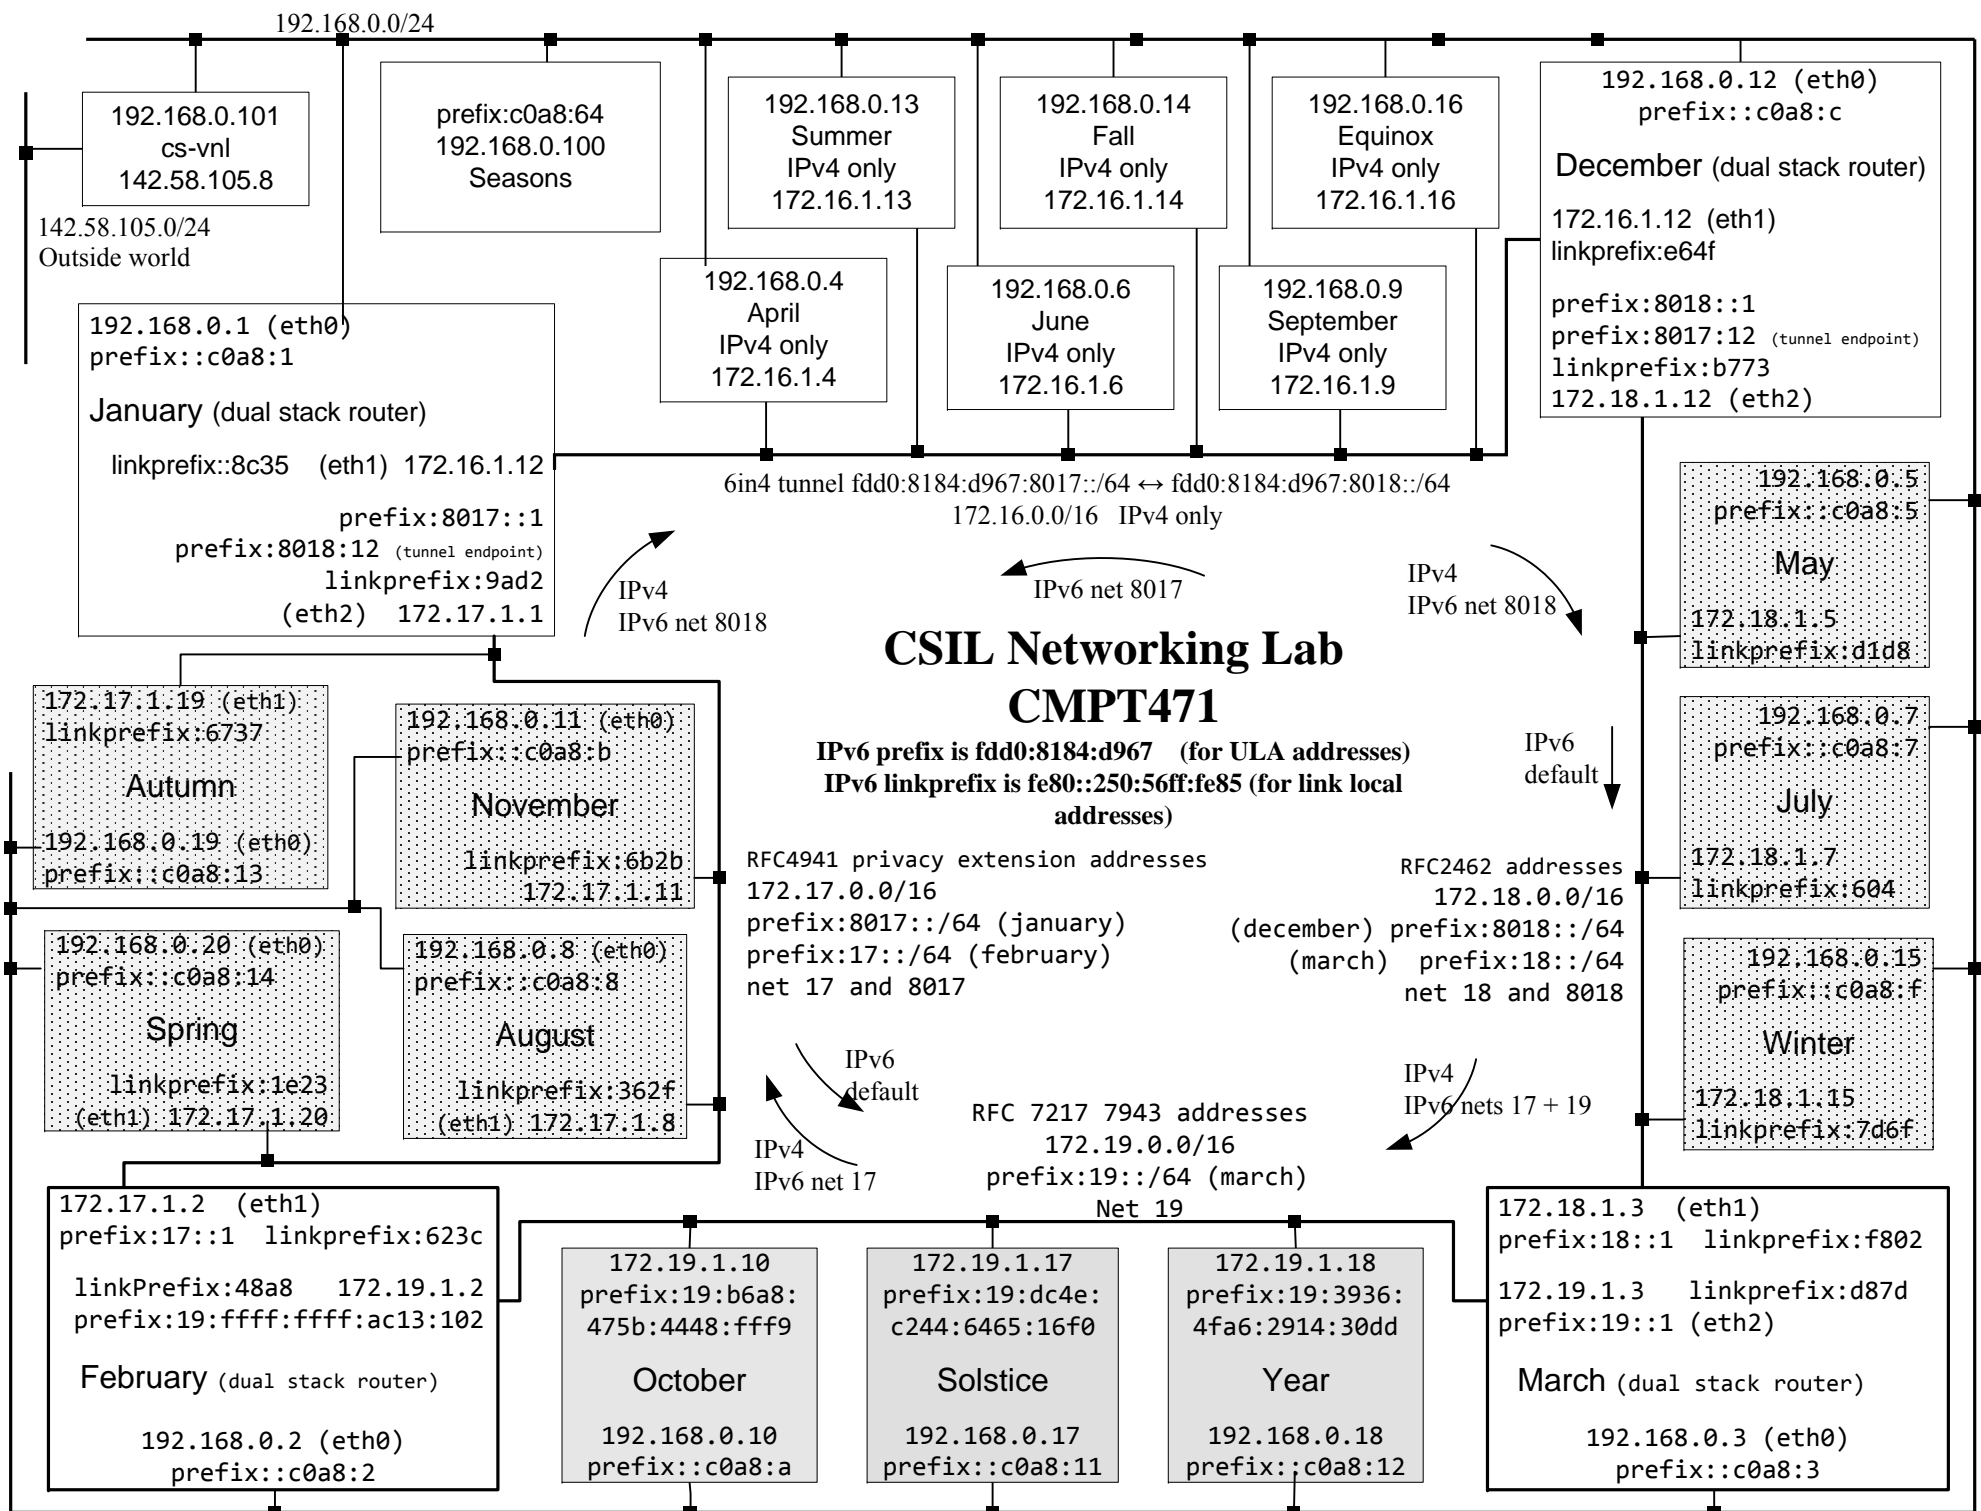 192.168.0.0/24
192.168.0.101
cs-vnl
142.58.105.8
142.58.105.0/24
Outside world
prefix:c0a8:64
192.168.0.100
Seasons
192.168.0.13
Summer
IPv4 only
172.16.1.13
192.168.0.14
Fall
IPv4 only
172.16.1.14
192.168.0.16
Equinox
IPv4 only
172.16.1.16
192.168.0.12 (eth0)
prefix::c0a8:c
December (dual stack router)
172.16.1.12 (eth1)
linkprefix:e64f
prefix:8018::1
prefix:8017:12 (tunnel endpoint)
linkprefix:b773
172.18.1.12 (eth2)
192.168.0.4
April
IPv4 only
172.16.1.4
192.168.0.6
June
IPv4 only
172.16.1.6
192.168.0.9
September
IPv4 only
172.16.1.9
192.168.0.1 (eth0)
prefix::c0a8:1
January (dual stack router)
linkprefix::8c35 (eth1) 172.16.1.12
prefix:8017::1
prefix:8018:12 (tunnel endpoint)
linkprefix:9ad2
(eth2) 172.17.1.1
6in4 tunnel fdd0:8184:d967:8017::/64 ↔ fdd0:8184:d967:8018::/64
172.16.0.0/16 IPv4 only
IPv4
IPv6 net 8018
IPv6 net 8017
IPv4
IPv6 net 8018
192.168.0.5
prefix::c0a8:5
May
172.18.1.5
linkprefix:d1d8
CSIL Networking Lab
CMPT471
IPv6 prefix is fdd0:8184:d967 (for ULA addresses)
IPv6 linkprefix is fe80::250:56ff:fe85 (for link local
addresses)
172.17.1.19 (eth1)
linkprefix:6737
Autumn
192.168.0.19 (eth0)
prefix::c0a8:13
192.168.0.11 (eth0)
prefix::c0a8:b
November
linkprefix:6b2b
172.17.1.11
IPv6
default
192.168.0.7
prefix::c0a8:7
July
172.18.1.7
linkprefix:604
RFC4941 privacy extension addresses
172.17.0.0/16
prefix:8017::/64 (january)
prefix:17::/64 (february)
net 17 and 8017
RFC2462 addresses
172.18.0.0/16
(december) prefix:8018::/64
(march) prefix:18::/64
net 18 and 8018
192.168.0.20 (eth0)
prefix::c0a8:14
Spring
linkprefix:1e23
(eth1) 172.17.1.20
192.168.0.8 (eth0)
prefix::c0a8:8
August
linkprefix:362f
(eth1) 172.17.1.8
192.168.0.15
prefix::c0a8:f
Winter
172.18.1.15
linkprefix:7d6f
IPv6
default
IPv4
IPv6 net 17
IPv4
IPv6 nets 17 + 19
RFC 7217 7943 addresses
172.19.0.0/16
prefix:19::/64 (march)
Net 19
172.17.1.2 (eth1)
prefix:17::1 linkprefix:623c
linkPrefix:48a8 172.19.1.2
prefix:19:ffff:ffff:ac13:102
February (dual stack router)
192.168.0.2 (eth0)
prefix::c0a8:2
172.19.1.10
prefix:19:b6a8:
475b:4448:fff9
October
192.168.0.10
prefix::c0a8:a
172.19.1.17
prefix:19:dc4e:
c244:6465:16f0
Solstice
192.168.0.17
prefix::c0a8:11
172.19.1.18
prefix:19:3936:
4fa6:2914:30dd
Year
192.168.0.18
prefix::c0a8:12
172.18.1.3 (eth1)
prefix:18::1 linkprefix:f802
172.19.1.3 linkprefix:d87d
prefix:19::1 (eth2)
March (dual stack router)
192.168.0.3 (eth0)
prefix::c0a8:3